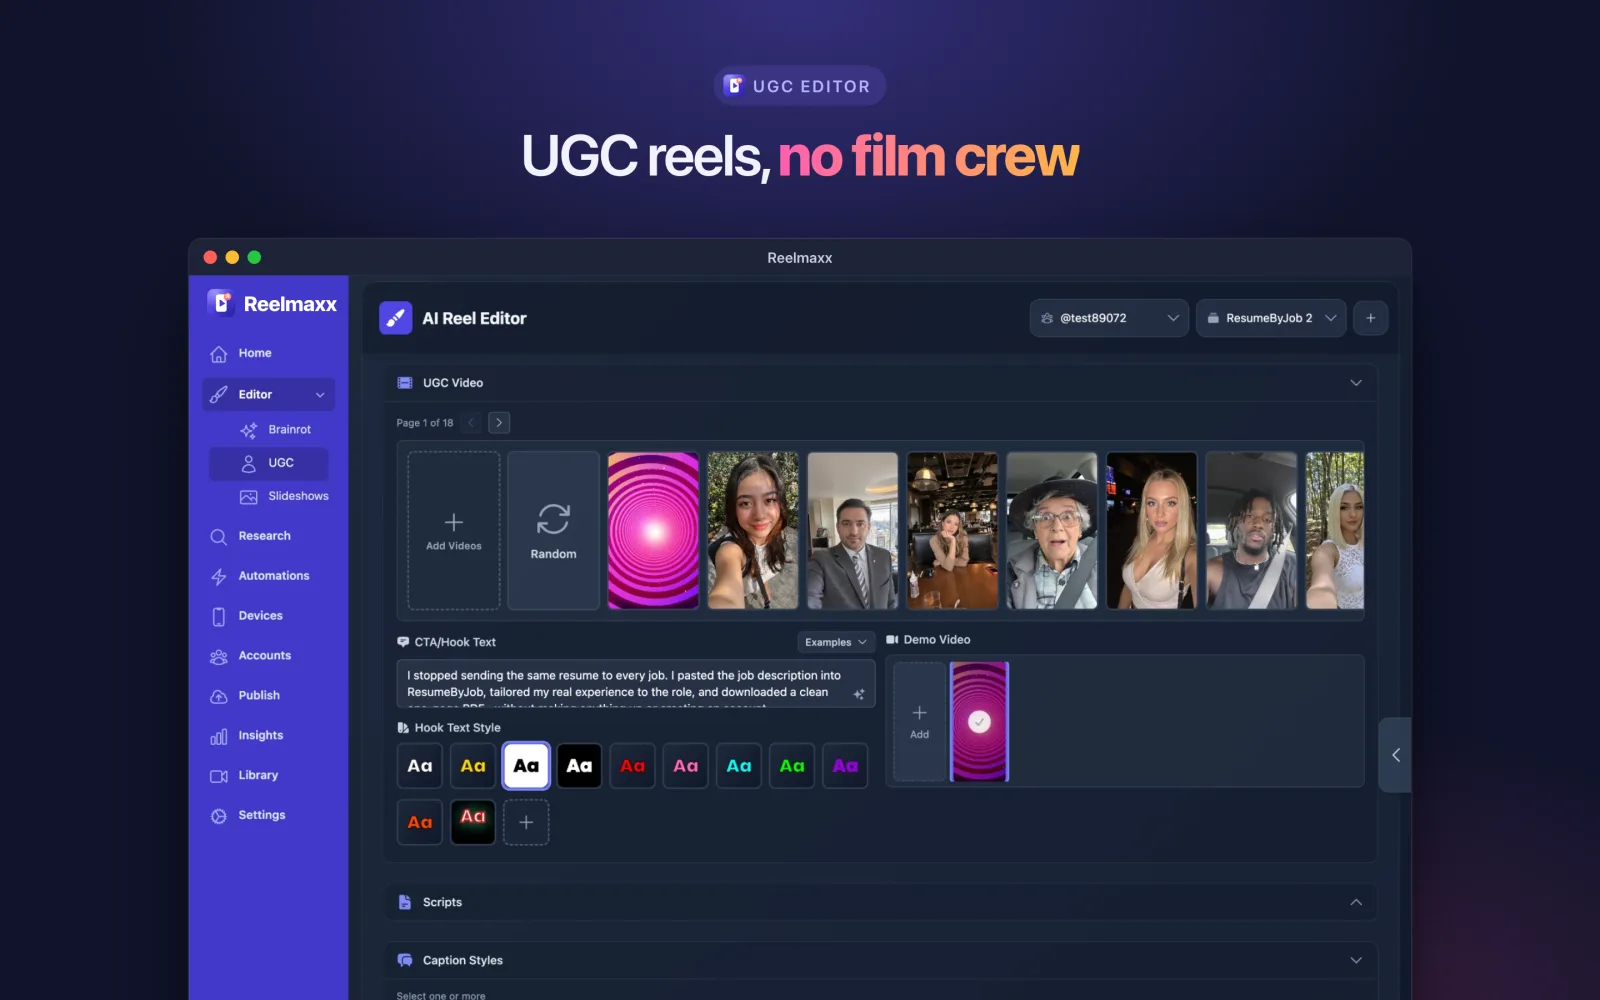 UGC EDITOR
UGC reels, no film crew
Reelmaxx
Reelmaxx
Home
Editor
Brainrot
UGC
Slideshows
Research
Automations
Devices
Accounts
Publish
Insights
Library
Settings
AI Reel Editor
@test89072
ResumeByJob 2
UGC Video
Page 1 of 18
Add Videos
Random
CTA/Hook Text
Examples
I stopped sending the same resume to every job. I pasted the job description into
ResumeByJob, tailored my real experience to the role, and downloaded a clean
Hook Text Style
Aa Aa Aa Aa Aa Aa Aa Aa Aa
Aa Aa
Demo Video
Add
Scripts
Caption Styles
Select one or more